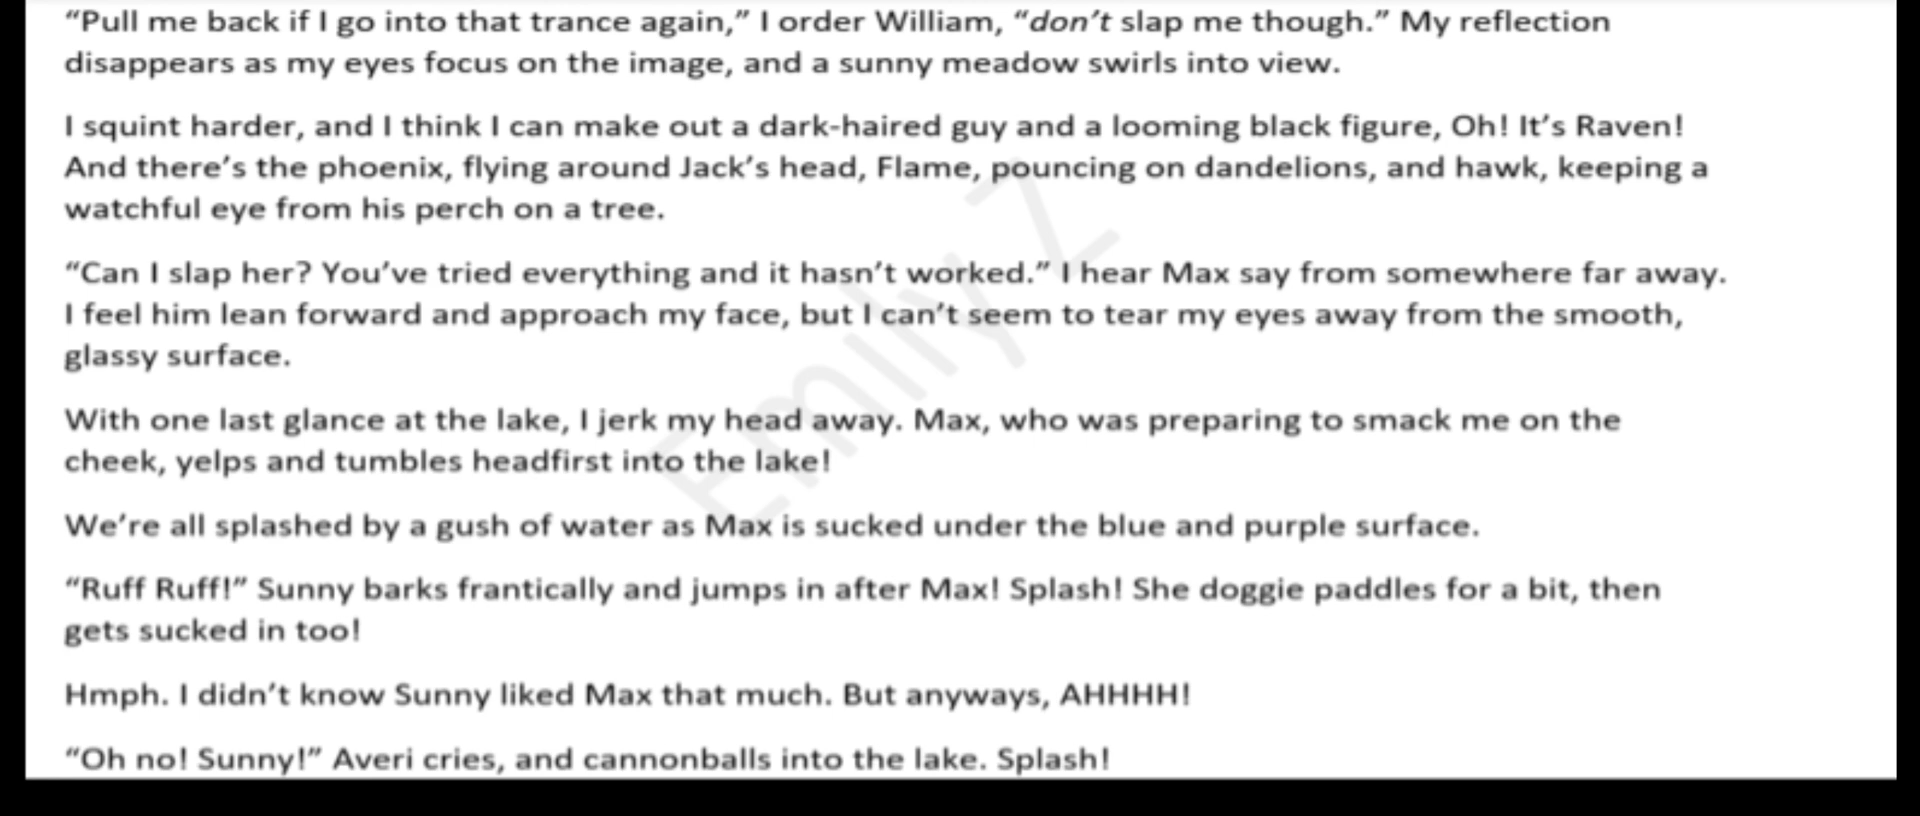 “Pull me back if I go into that trance again,” I order William, “don’t slap me though.” My reflection
disappears as my eyes focus on the image, and a sunny meadow swirls into view.
I squint harder, and I think I can make out a dark-haired guy and a looming black figure, Oh! It’s Raven!
And there’s the phoenix, flying around Jack’s head, Flame, pouncing on dandelions, and hawk, keeping a
watchful eye from his perch on a tree.
“Can I slap her? You’ve tried everything and it hasn’t worked.” I hear Max say from somewhere far away.
I feel him lean forward and approach my face, but I can’t seem to tear my eyes away from the smooth,
glassy surface.
With one last glance at the lake, I jerk my head away. Max, who was preparing to smack me on the
cheek, yelps and tumbles headfirst into the lake!
We’re all splashed by a gush of water as Max is sucked under the blue and purple surface.
“Ruff Ruff!” Sunny barks frantically and jumps in after Max! Splash! She doggie paddles for a bit, then
gets sucked in too!
Hmph. I didn’t know Sunny liked Max that much. But anyways, AHHHH!
“Oh no! Sunny!” Averi cries, and cannonballs into the lake. Splash!
Emily Z